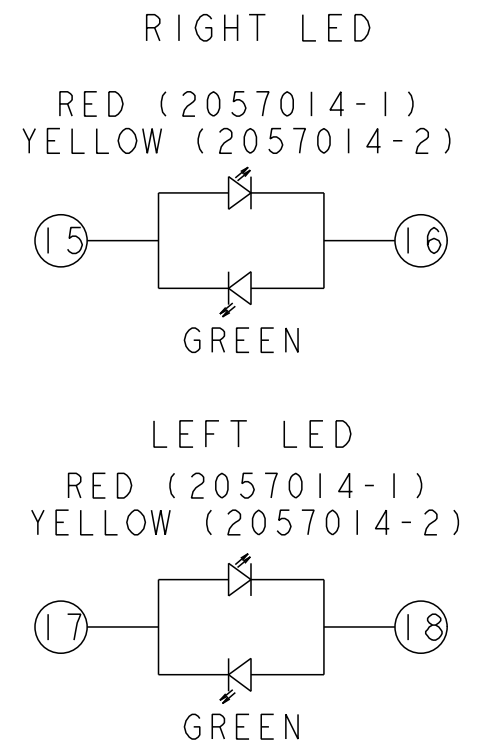 RIGHT LED
RED (2057014-1)
YELLOW (2057014-2)
15 16
GREEN
LEFT LED
RED (2057014-1)
YELLOW (2057014-2)
17 18
GREEN